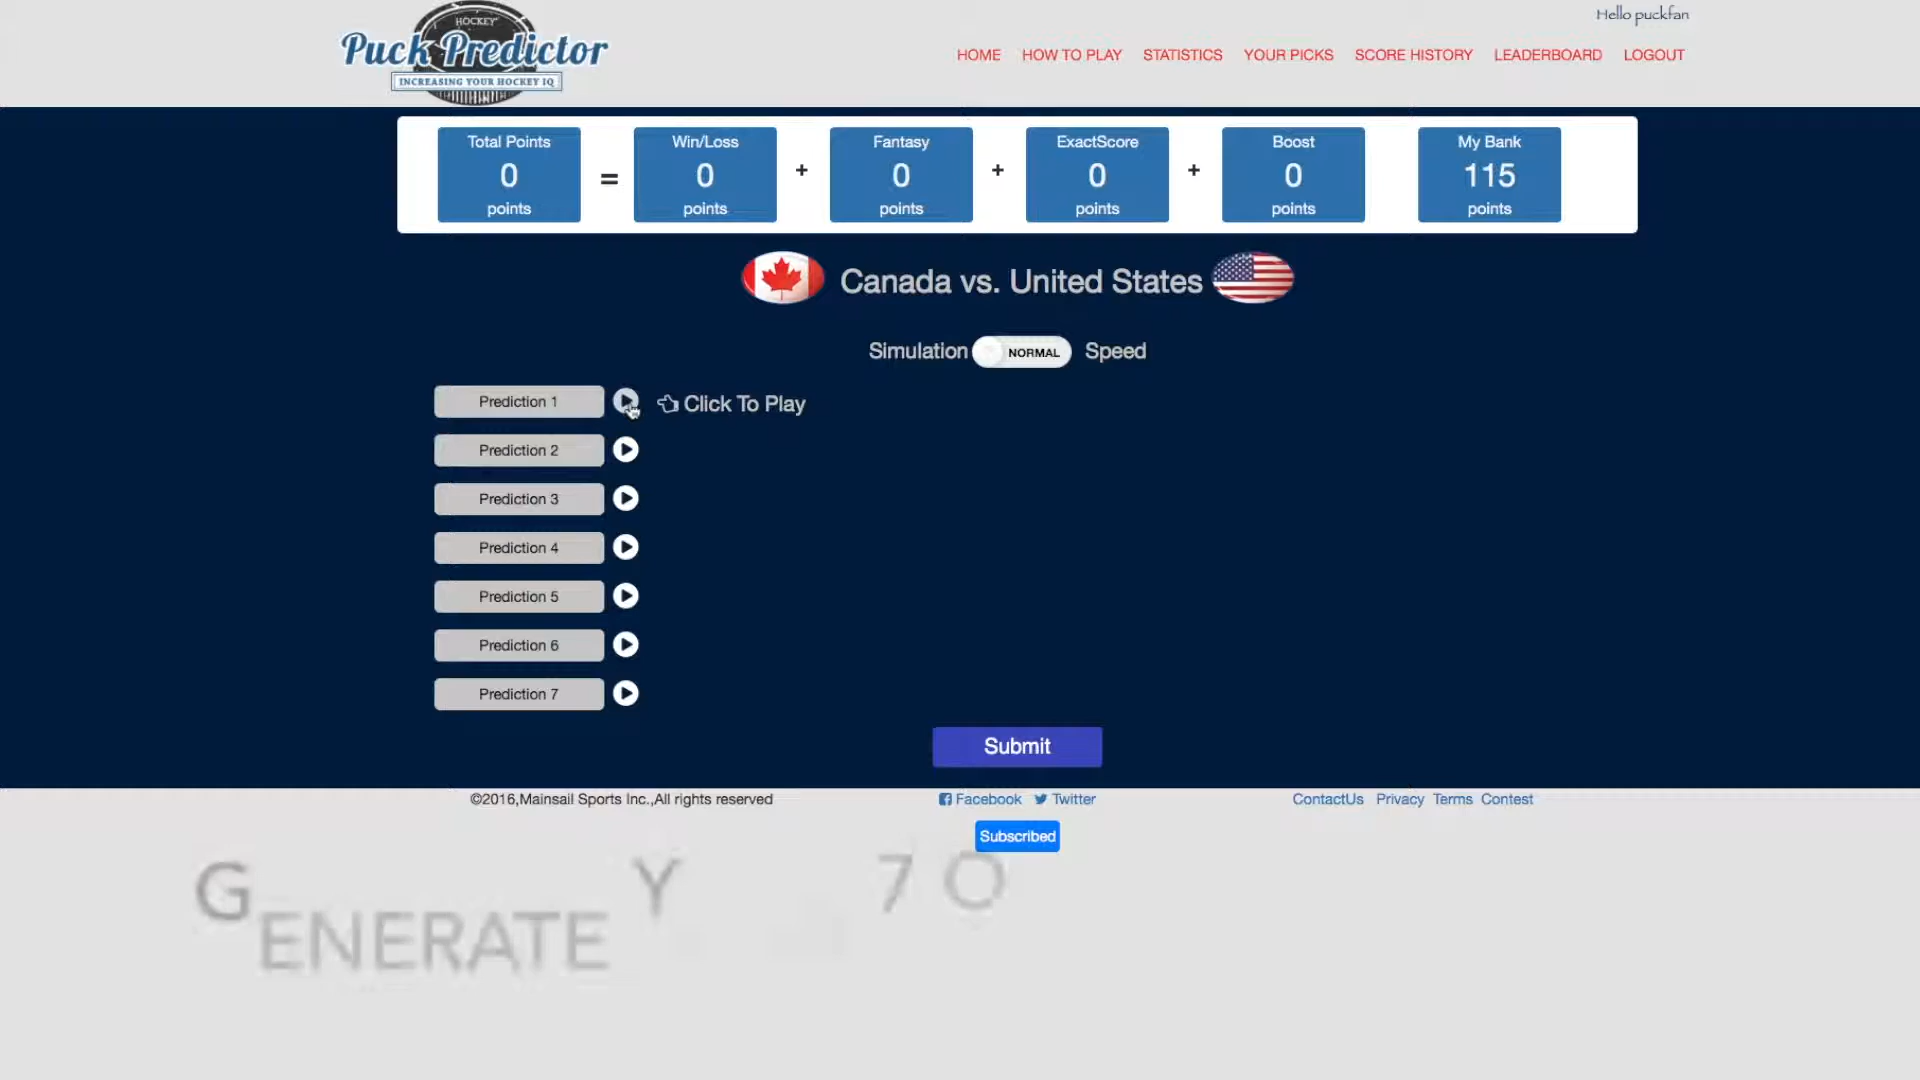 Hello puckfan
HOCKEY
Puck Predictor
INCREASING YOUR HOCKEY IQ
HOME HOW TO PLAY STATISTICS YOUR PICKS SCORE HISTORY LEADERBOARD LOGOUT
Total Points Win/Loss Fantasy ExactScore Boost My Bank
0 = 0 + 0 + 0 + 0 115
points points points points points points
Canada vs. United States
Simulation NORMAL Speed
Prediction 1 Click To Play
Prediction 2
Prediction 3
Prediction 4
Prediction 5
Prediction 6
Prediction 7
Submit
©2016,Mainsail Sports Inc.,All rights reserved Facebook Twitter ContactUs Privacy Terms Contest
Subscribed
GENERATE Y 7 O